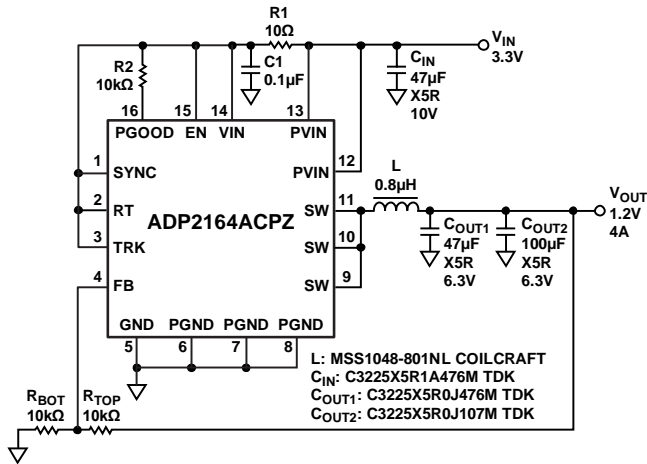 R1
10Ω
VIN
3.3V
R2
10kΩ
C1
0.1µF
CIN
47µF
X5R
10V
16
15
14
13
PGOOD
EN
VIN
PVIN
1
SYNC
PVIN
12
2
RT
ADP2164ACPZ
SW
11
L
0.8µH
VOUT
1.2V
4A
3
TRK
SW
10
COUT1
47µF
X5R
6.3V
COUT2
100µF
X5R
6.3V
4
FB
SW
9
GND
PGND
PGND
PGND
5
6
7
8
L: MSS1048-801NL COILCRAFT
CIN: C3225X5R1A476M TDK
COUT1: C3225X5R0J476M TDK
COUT2: C3225X5R0J107M TDK
RBOT
10kΩ
RTOP
10kΩ